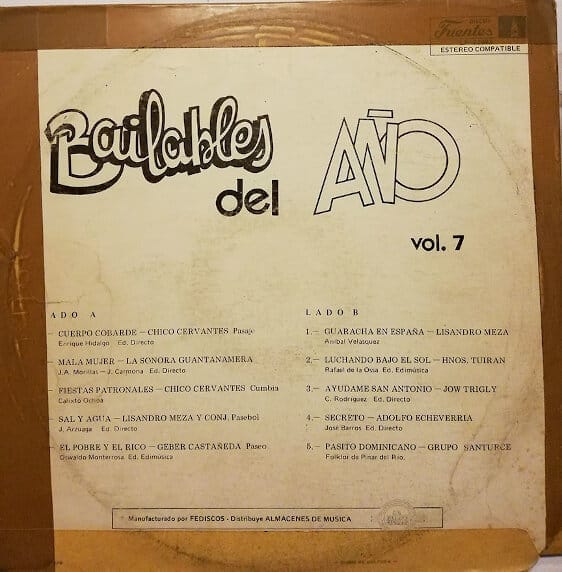 DISCOS
Fuentes
ESTEREO COMPATIBLE
Bailables
del AÑO
vol. 7
ADO A
— CUERPO COBARDE — CHICO CERVANTES Pasaje
Enrique Hidalgo Ed. Directo
— MALA MUJER — LA SONORA GUANTANAMERA
J.A. Morillas — J. Carmona Ed. Directo
— FIESTAS PATRONALES — CHICO CERVANTES Cumbia
Calixto Ochoa
— SAL Y AGUA — LISANDRO MEZA Y CONJ. Pasebol
J. Arzuaga Ed. Directo
— EL POBRE Y EL RICO — GEBER CASTAÑEDA Paseo
Oswaldo Monterrosa Ed. Edimúsica
LADO B
1.— GUARACHA EN ESPAÑA — LISANDRO MEZA
Anibal Velasquez
2.— LUCHANDO BAJO EL SOL — HNOS. TUIRAN
Rafael de la Ossa Ed. Edimúsica
3.— AYUDAME SAN ANTONIO — JOW TRIGLY
C. Rodriguez Ed. Directo
4.— SECRETO — ADOLFO ECHEVERRIA
José Barros Ed. Directo
5.— PASITO DOMINICANO — GRUPO SANTURCE
Folklor de Pinar del Rio.
Manufacturado por FEDISCOS - Distribuye ALMACENES DE MUSICA